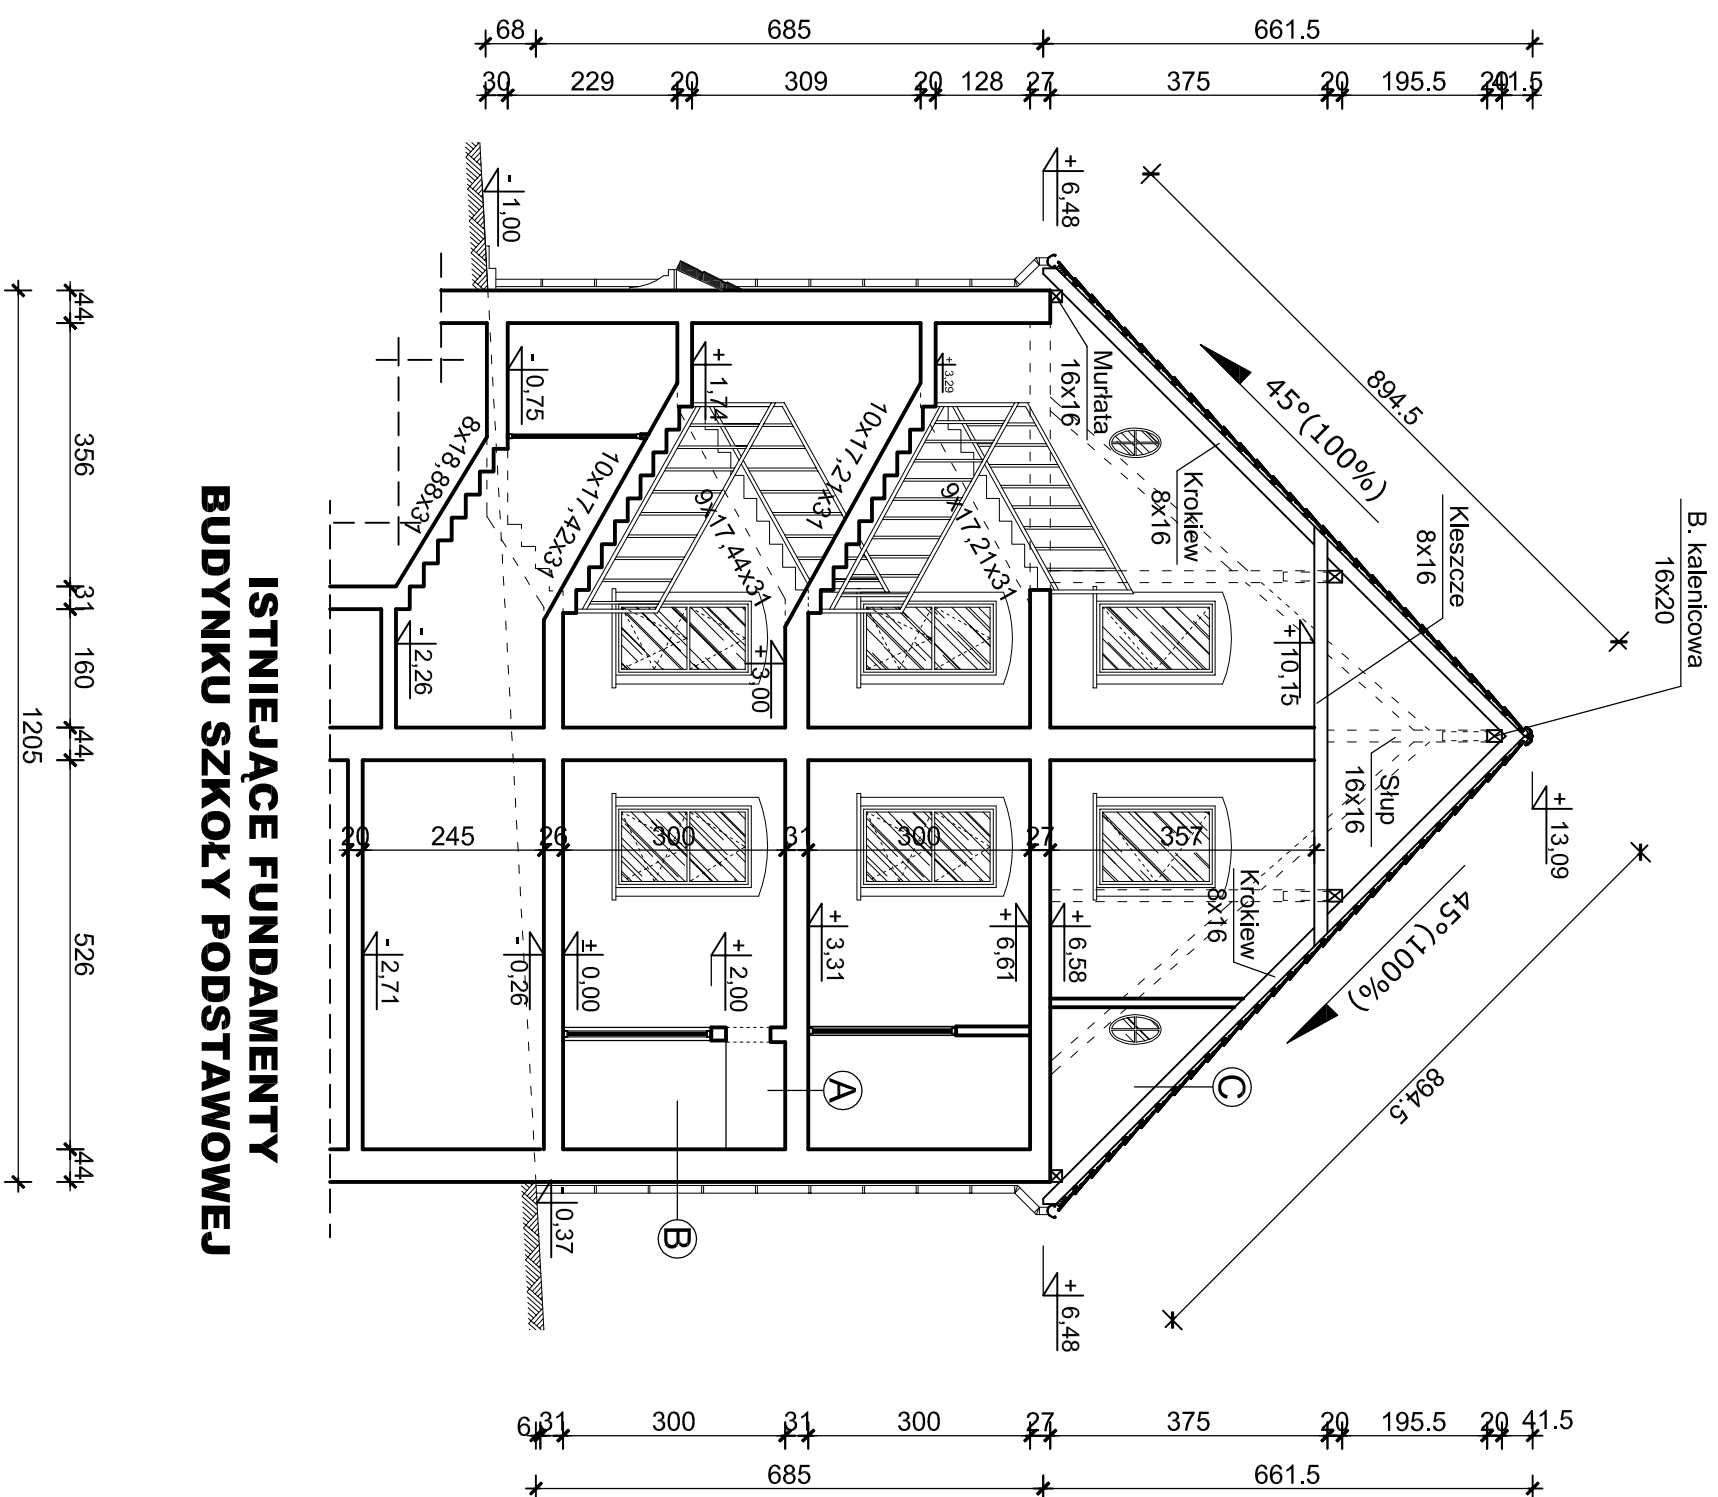 B. kalenicowa
16x20
+ 13,09
894.5
45°(100%)
894.5
45°(100%)
Kleszcze
8x16
Krokiew
8x16
Słup
16x16
+ 10,15
Murłata
16x16
Krokiew
8x16
C
+ 6,48
+ 6,48
+ 6,58
+ 6,61
357
27
+ 3,29
10x17,21x31
9x17,21x31
300
+ 3,31
+ 3,00
31
A
+ 1,74
10x17,42x31
9x17,44x31
300
+ 2,00
± 0,00
B
- 0,75
- 1,00
- 0,26
- 0,37
26
8x18,88x31
- 2,26
245
- 2,71
20
ISTNIEJĄCE FUNDAMENTY
BUDYNKU SZKOŁY PODSTAWOWEJ
44 356 31 160 44 526 44
1205
68 685 661.5
30 229 20 309 20 128 27 375 20 195.5 20 41.5
6 31 300 31 300 27 375 20 195.5 20 41.5
685 661.5